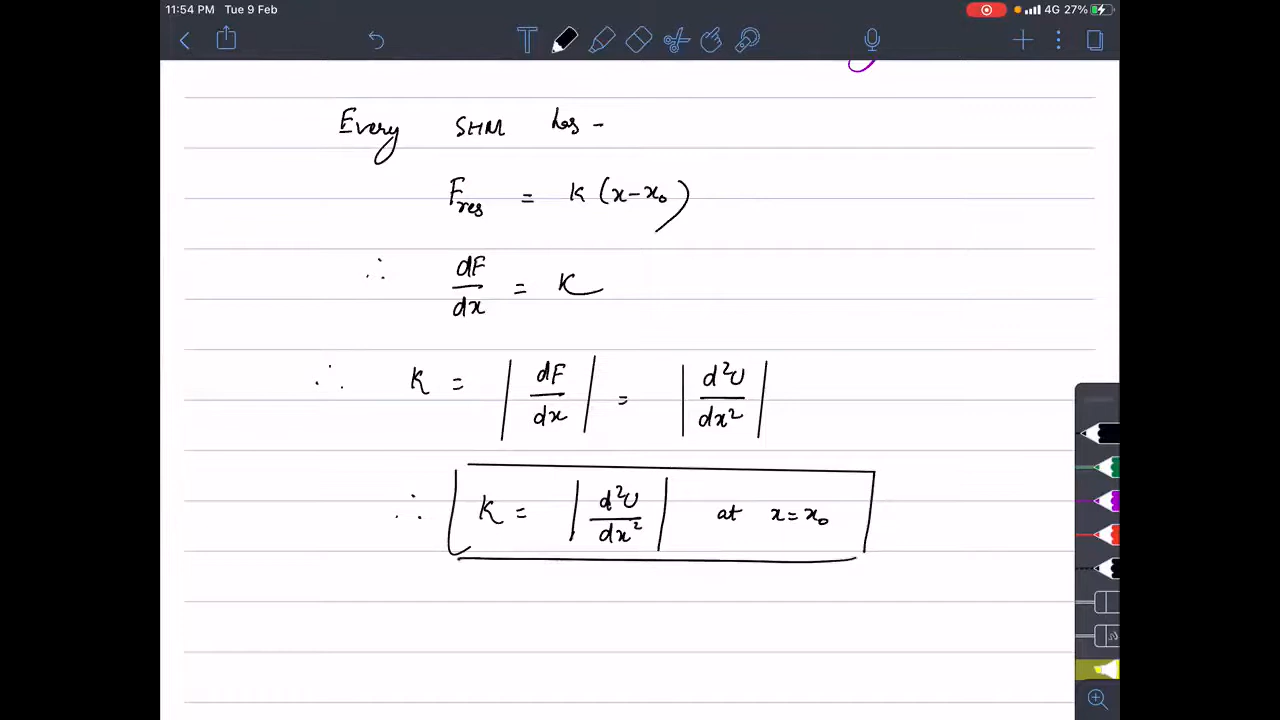 11:54 PM Tue 9 Feb 4G 27%
T
Every SHM has -
F_res = K (x-x₀)
∴ dF/dx = K
∴ K = |dF/dx| = |d²U/dx²|
∴ K = |d²U/dx²| at x=x₀